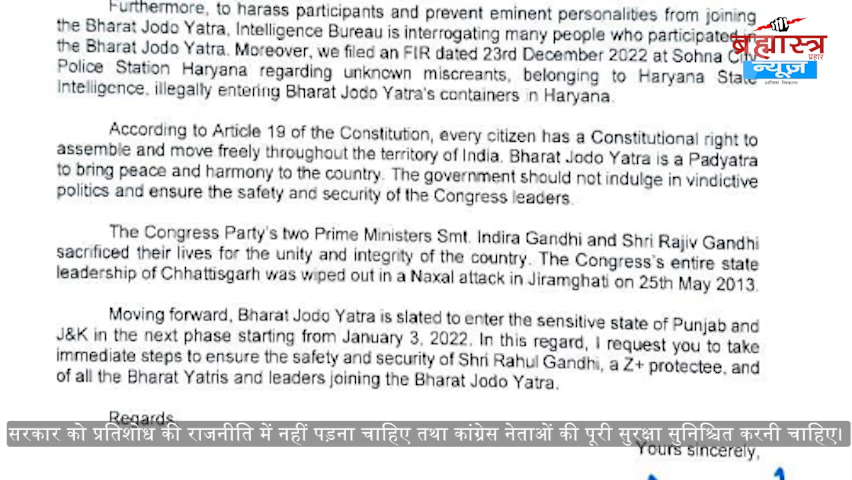 Furthermore, to harass participants and prevent eminent personalities from joining
the Bharat Jodo Yatra, Intelligence Bureau is interrogating many people who participated in
the Bharat Jodo Yatra. Moreover, we filed an FIR dated 23rd December 2022 at Sohna City
Police Station Haryana regarding unknown miscreants, belonging to Haryana State
Intelligence, illegally entering Bharat Jodo Yatra's containers in Haryana.
ब्रह्मास्त्र
प्रहार
न्यूज़
According to Article 19 of the Constitution, every citizen has a Constitutional right to
assemble and move freely throughout the territory of India. Bharat Jodo Yatra is a Padyatra
to bring peace and harmony to the country. The government should not indulge in vindictive
politics and ensure the safety and security of the Congress leaders.
The Congress Party's two Prime Ministers Smt. Indira Gandhi and Shri Rajiv Gandhi
sacrificed their lives for the unity and integrity of the country. The Congress's entire state
leadership of Chhattisgarh was wiped out in a Naxal attack in Jiramghati on 25th May 2013.
Moving forward, Bharat Jodo Yatra is slated to enter the sensitive state of Punjab and
J&K in the next phase starting from January 3, 2022. In this regard, I request you to take
immediate steps to ensure the safety and security of Shri Rahul Gandhi, a Z+ protectee, and
of all the Bharat Yatris and leaders joining the Bharat Jodo Yatra.
Regards,
सरकार को प्रतिशोध की राजनीति में नहीं पड़ना चाहिए तथा कांग्रेस नेताओं की पूरी सुरक्षा सुनिश्चित करनी चाहिए।
Yours sincerely,